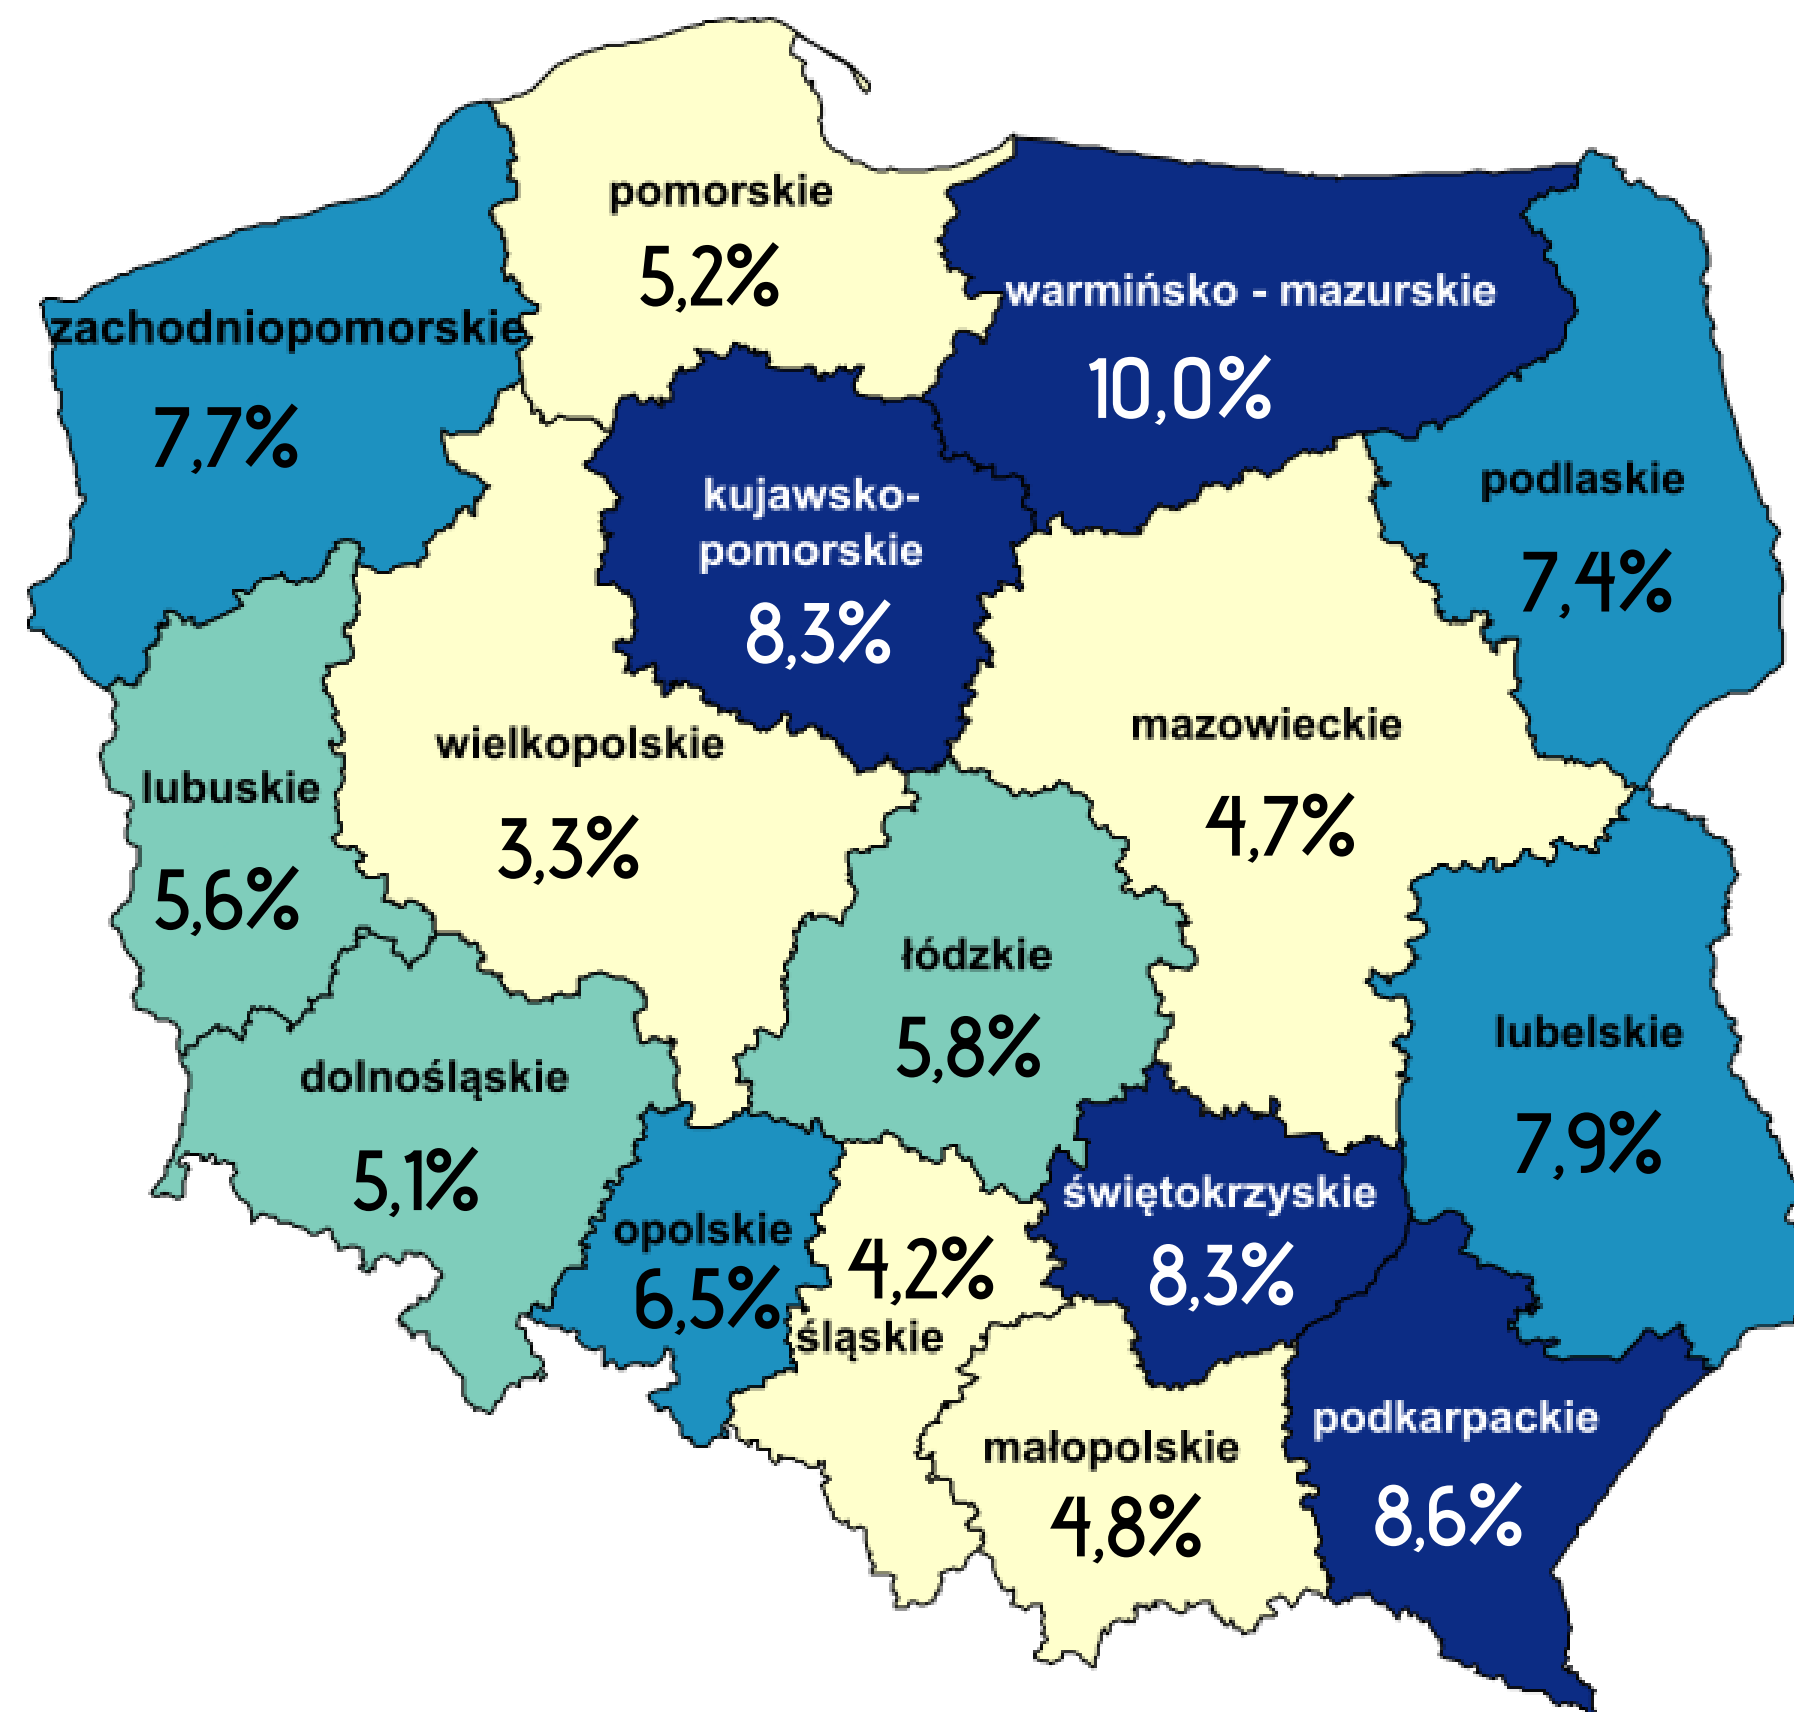 pomorskie
5,2%
warmińsko - mazurskie
10,0%
zachodniopomorskie
7,7%
kujawsko-
pomorskie
8,3%
podlaskie
7,4%
wielkopolskie
3,3%
mazowieckie
4,7%
lubuskie
5,6%
łódzkie
5,8%
lubelskie
7,9%
dolnośląskie
5,1%
opolskie
6,5%
4,2%
śląskie
świętokrzyskie
8,3%
małopolskie
4,8%
podkarpackie
8,6%